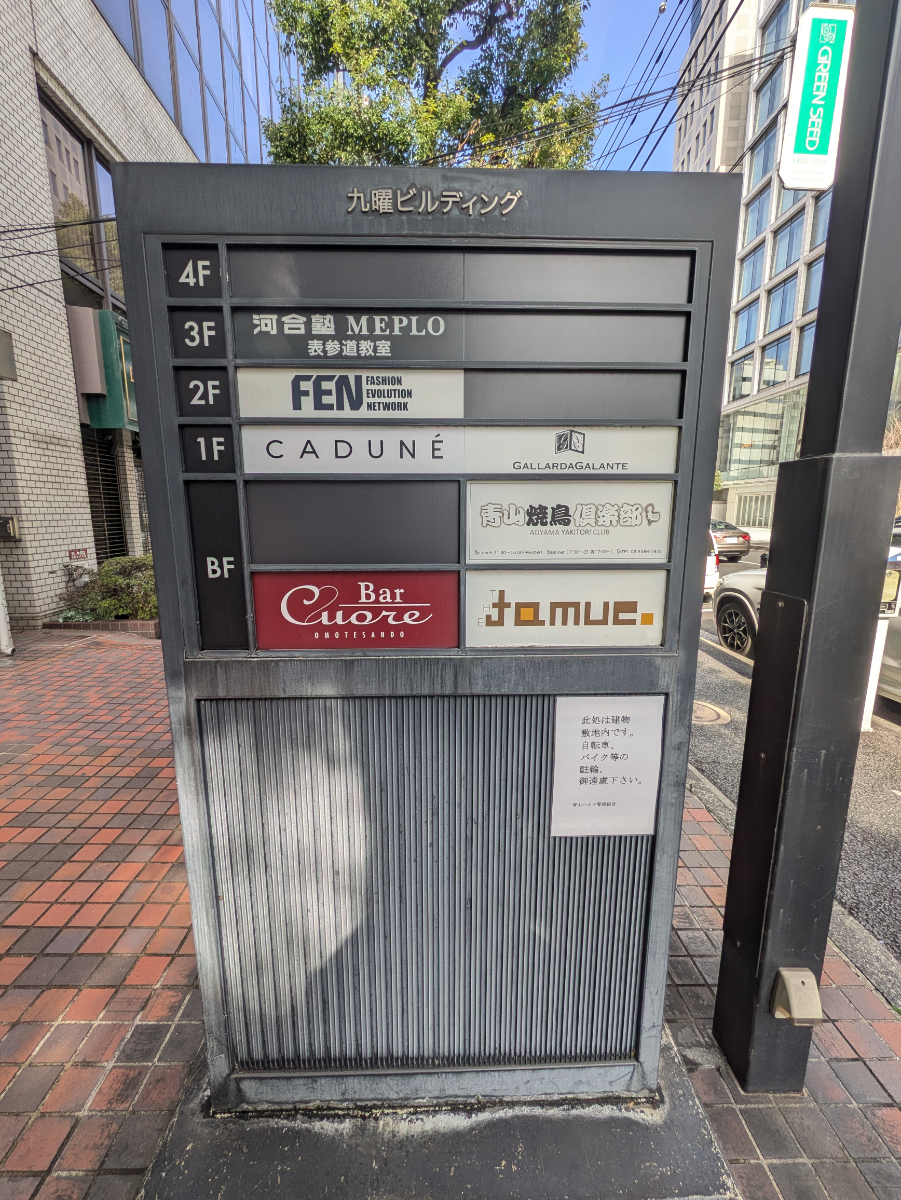 GREEN SEED
九曜ビルディング
4F
3F
河合塾 MEPLO
表参道教室
2F
FEN FASHION
EVOLUTION
NETWORK
1F
CADUNÉ
GALLARDAGALANTE
BF
青山焼鳥倶楽部
AOYAMA YAKITORI CLUB
Bar
Cuore
OMOTESANDO
THE
tamuc.
此処は建物
敷地内です。
自転車、
バイク等の
駐輪、
御遠慮下さい。